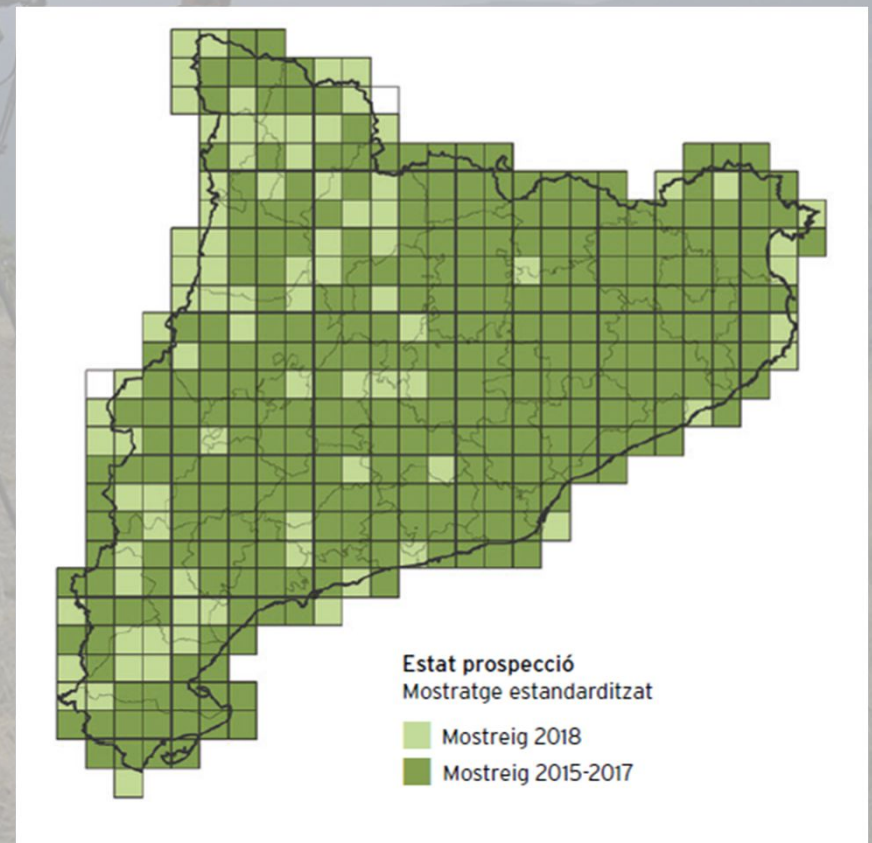 Estat prospecció
Mostratge estandarditzat
Mostreig 2018
Mostreig 2015-2017